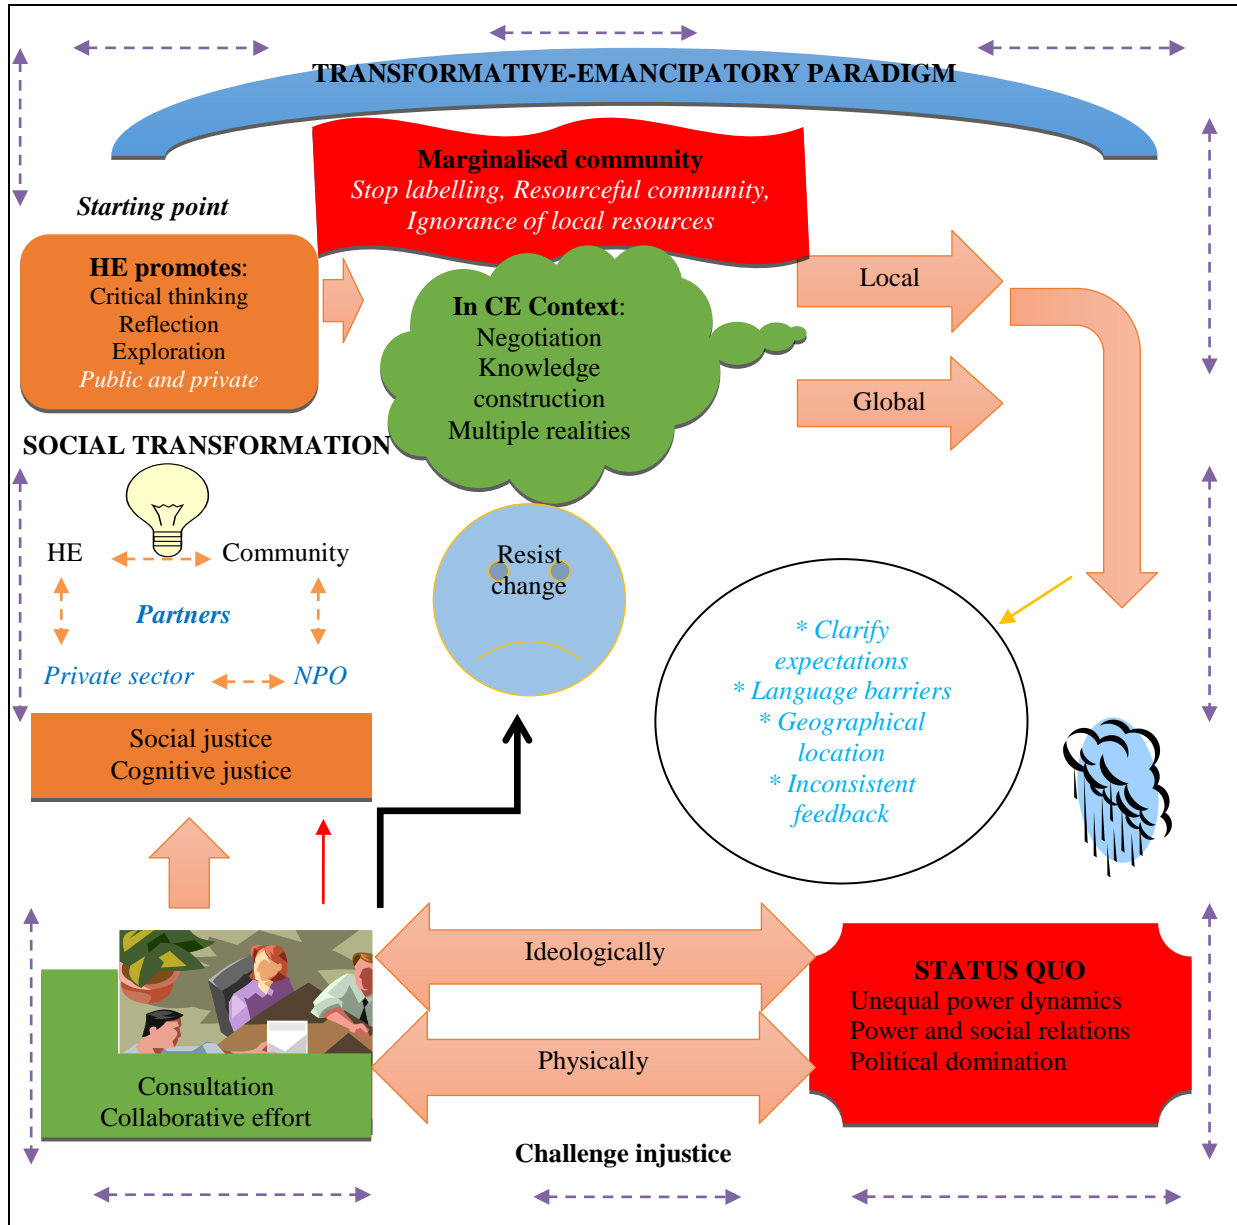 TRANSFORMATIVE-EMANCIPATORY PARADIGM
Marginalised community
Stop labelling, Resourceful community,
Ignorance of local resources
Starting point
HE promotes:
Critical thinking
Reflection
Exploration
Public and private
In CE Context:
Negotiation
Knowledge
construction
Multiple realities
Local
Global
SOCIAL TRANSFORMATION
HE
Community
Partners
Private sector
NPO
Resist
change
* Clarify
expectations
* Language barriers
* Geographical
location
* Inconsistent
feedback
Social justice
Cognitive justice
Ideologically
Physically
STATUS QUO
Unequal power dynamics
Power and social relations
Political domination
Consultation
Collaborative effort
Challenge injustice